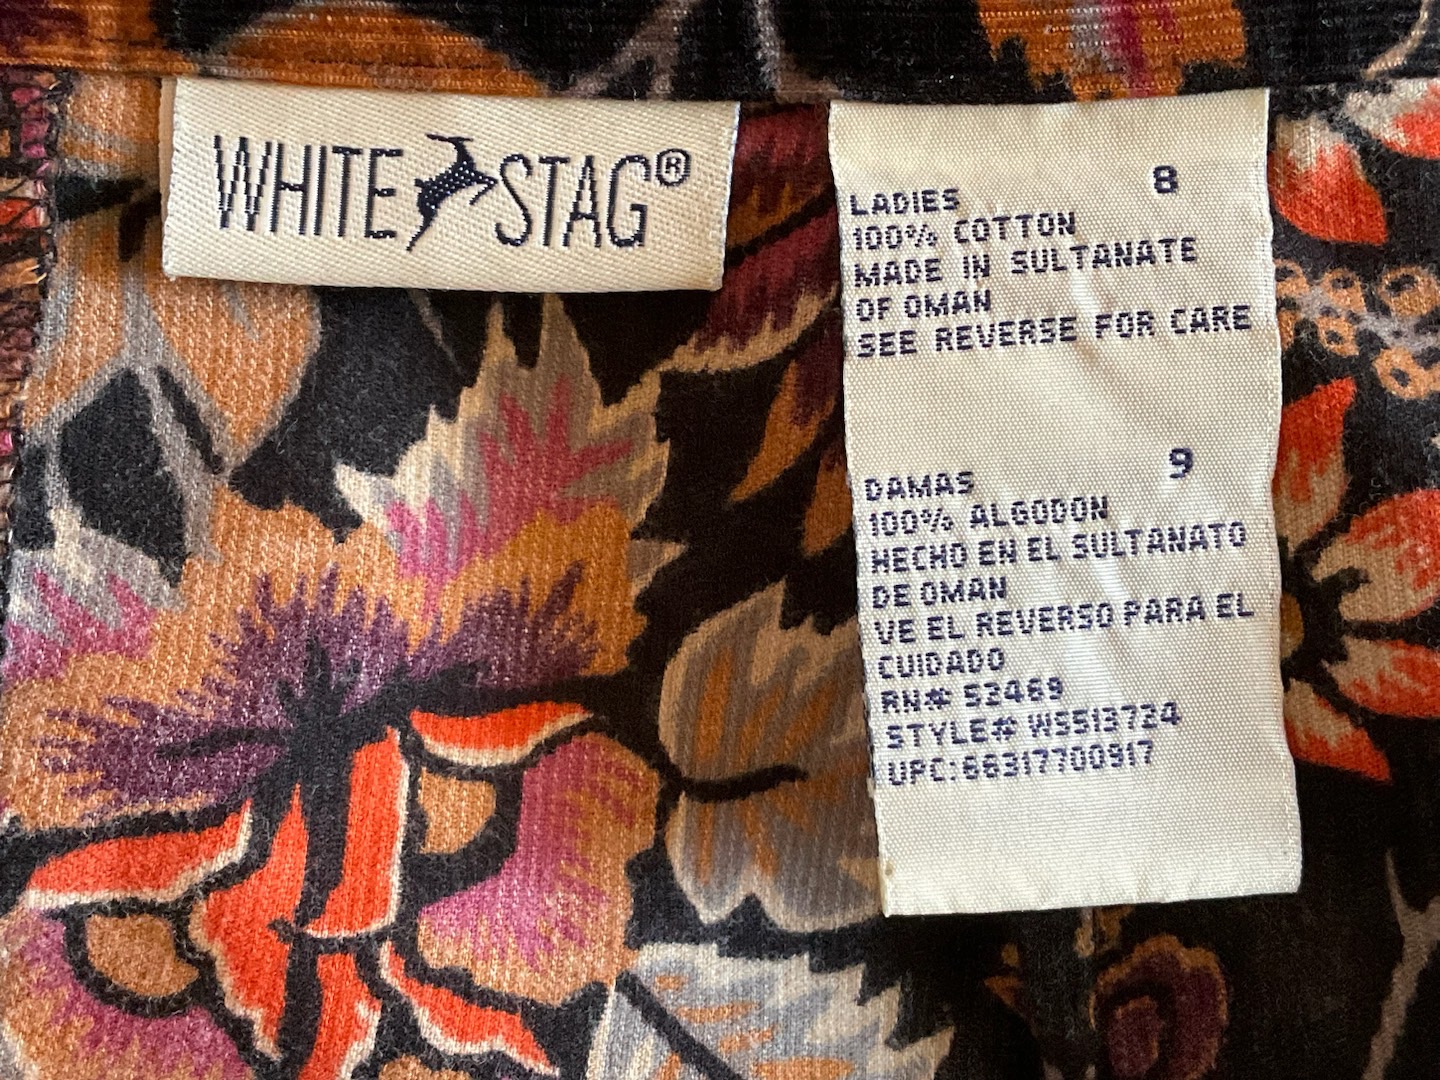 WHITE STAG®
8
LADIES
100% COTTON
MADE IN SULTANATE
OF OMAN
SEE REVERSE FOR CARE
9
DAMAS
100% ALGODON
HECHO EN EL SULTANATO
DE OMAN
VE EL REVERSO PARA EL
CUIDADO
RN# 52469
STYLE# WS513724
UPC:68317700917